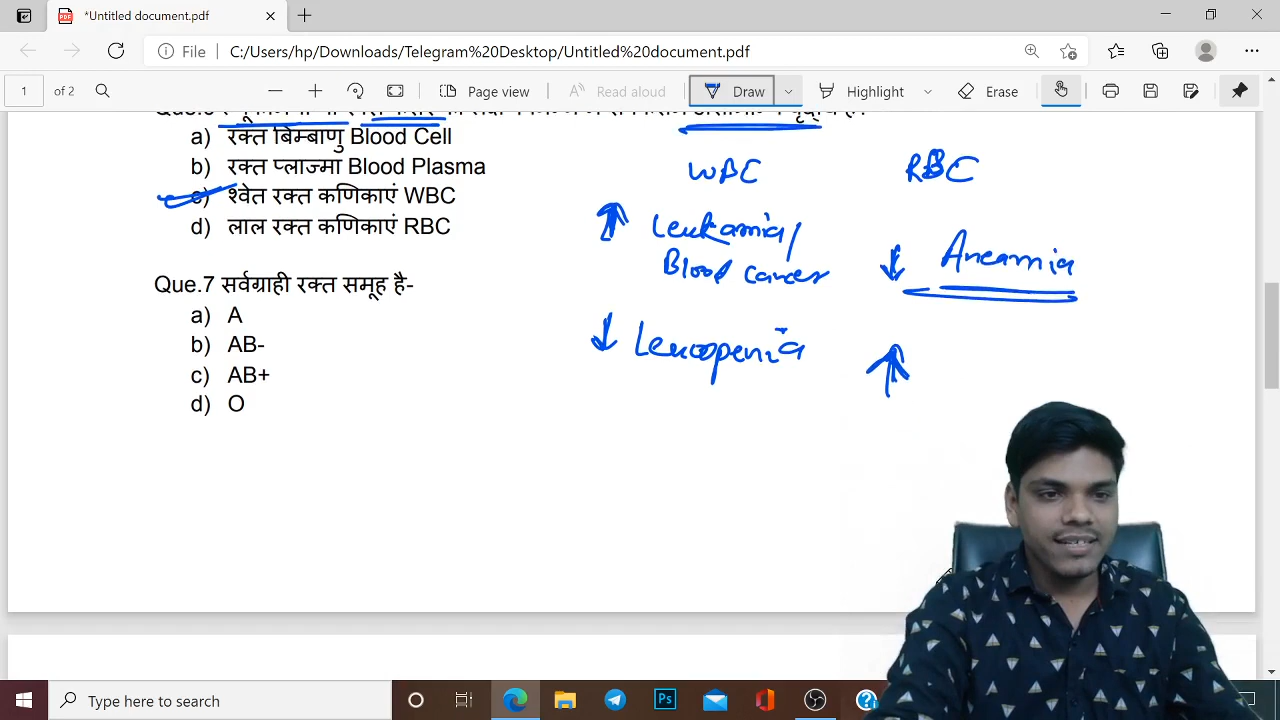 *Untitled document.pdf
File C:/Users/hp/Downloads/Telegram%20Desktop/Untitled%20document.pdf
1 of 2 Page view Read aloud Draw Highlight Erase
a) रक्त बिम्बाणु Blood Cell
b) रक्त प्लाज्मा Blood Plasma
c) श्वेत रक्त कणिकाएं WBC
d) लाल रक्त कणिकाएं RBC
Que.7 सर्वग्राही रक्त समूह है-
a) A
b) AB-
c) AB+
d) O
WBC RBC
↑ Leukamia/
Blood cancer
↓ Aneamia
↓ Leucopenia
↑
Type here to search
Ps